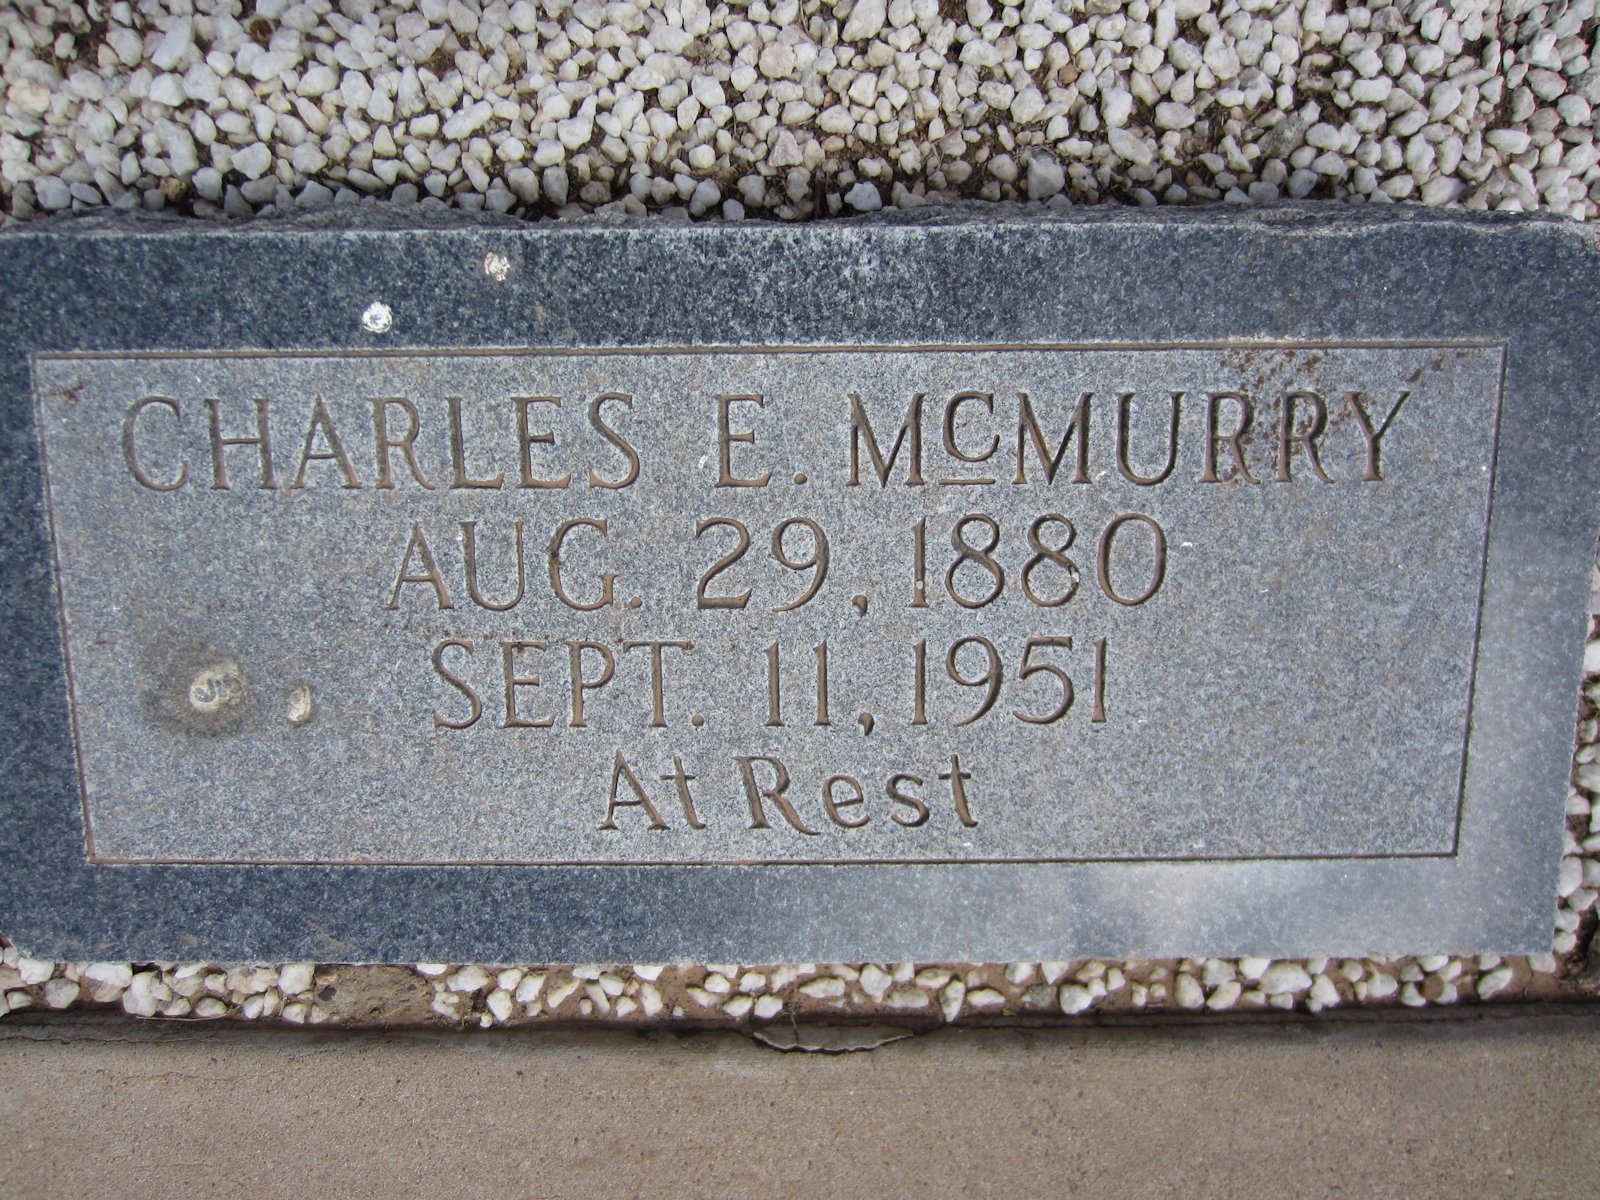 CHARLES E. McMURRY
AUG. 29, 1880
SEPT. 11, 1951
At Rest